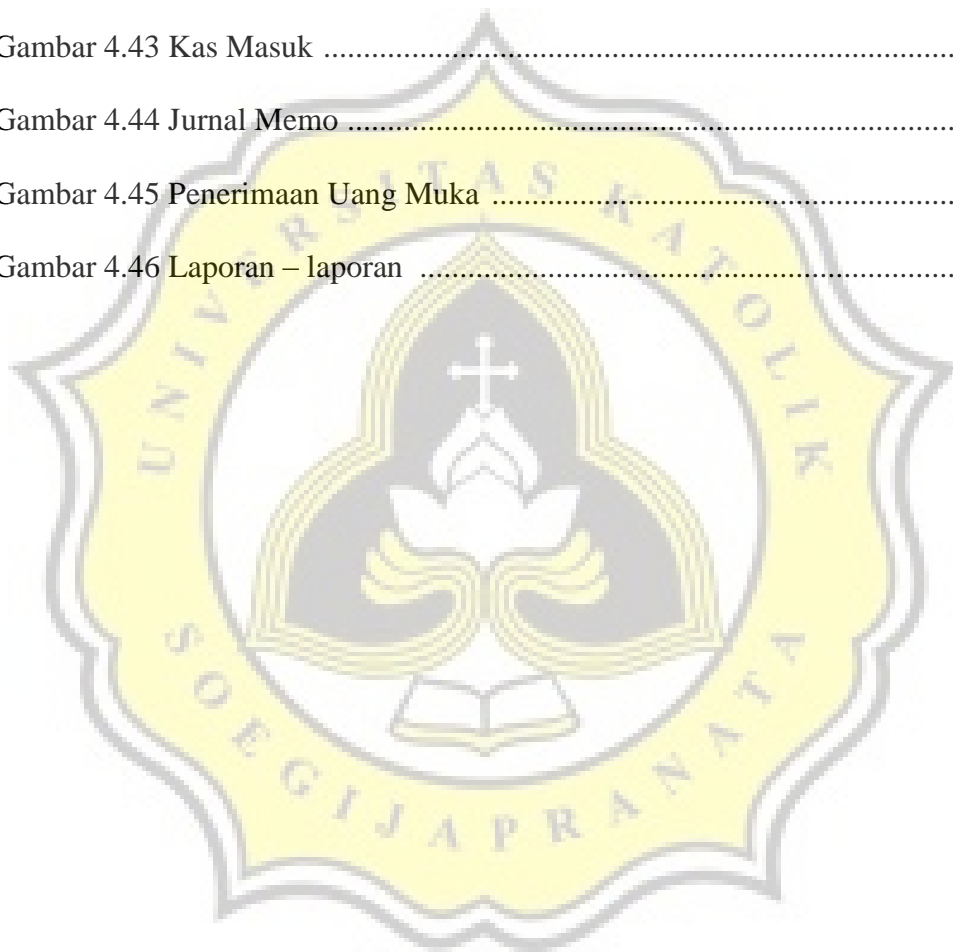 Gambar 4.43 Kas Masuk ................................................................................
Gambar 4.44 Jurnal Memo .............................................................................
Gambar 4.45 Penerimaan Uang Muka ...........................................................
Gambar 4.46 Laporan – laporan ....................................................................
UNIVERSITAS KATOLIK
SOEGIJAPRANATA